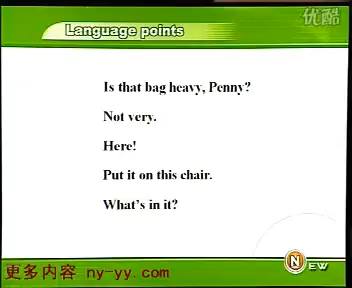 优酷
Language points
Is that bag heavy, Penny?
Not very.
Here!
Put it on this chair.
What's in it?
NEW
更多内容 ny-yy.com